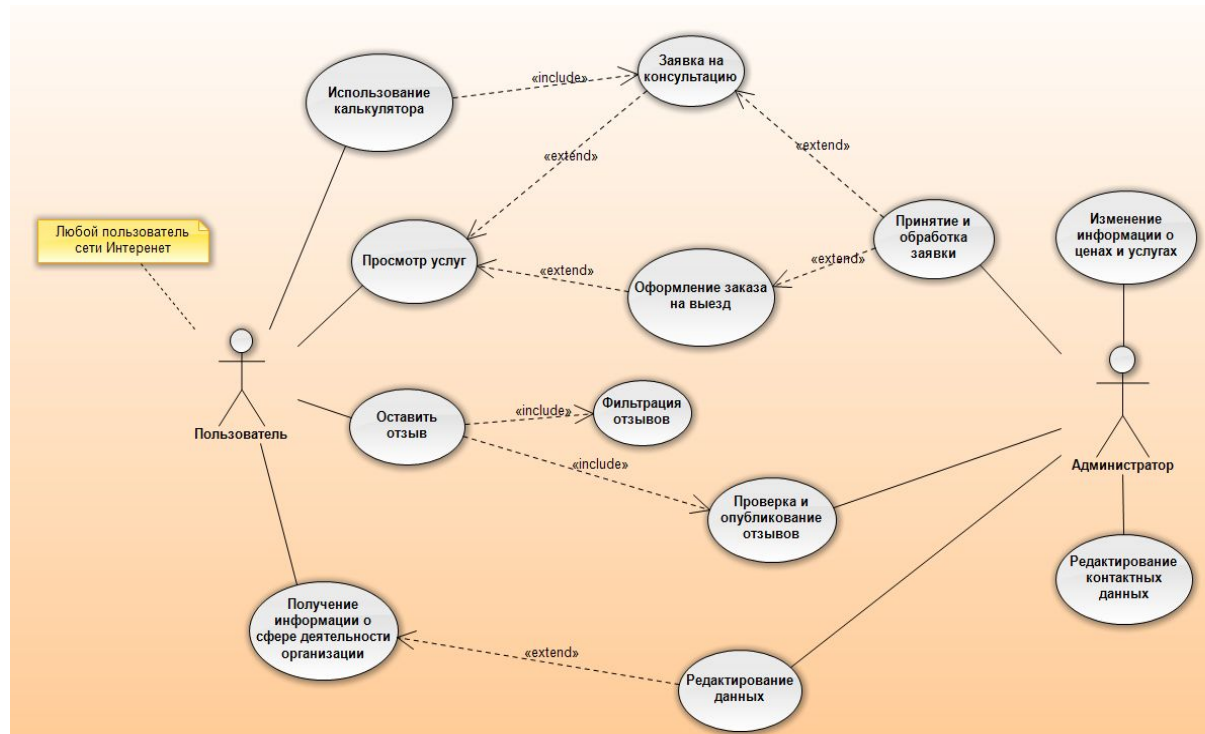 Заявка на
консультацию
«include»
Использование
калькулятора
«extend»
«extend»
Любой пользователь
сети Интеренет
Просмотр услуг
«extend»
Оформление заказа
на выезд
«extend»
Принятие и
обработка
заявки
Изменение
информации о
ценах и услугах
Пользователь
Оставить
отзыв
«include»
Фильтрация
отзывов
«include»
Проверка и
опубликование
отзывов
Администратор
Редактирование
контактных
данных
Получение
информации о
сфере деятельности
организации
«extend»
Редактирование
данных